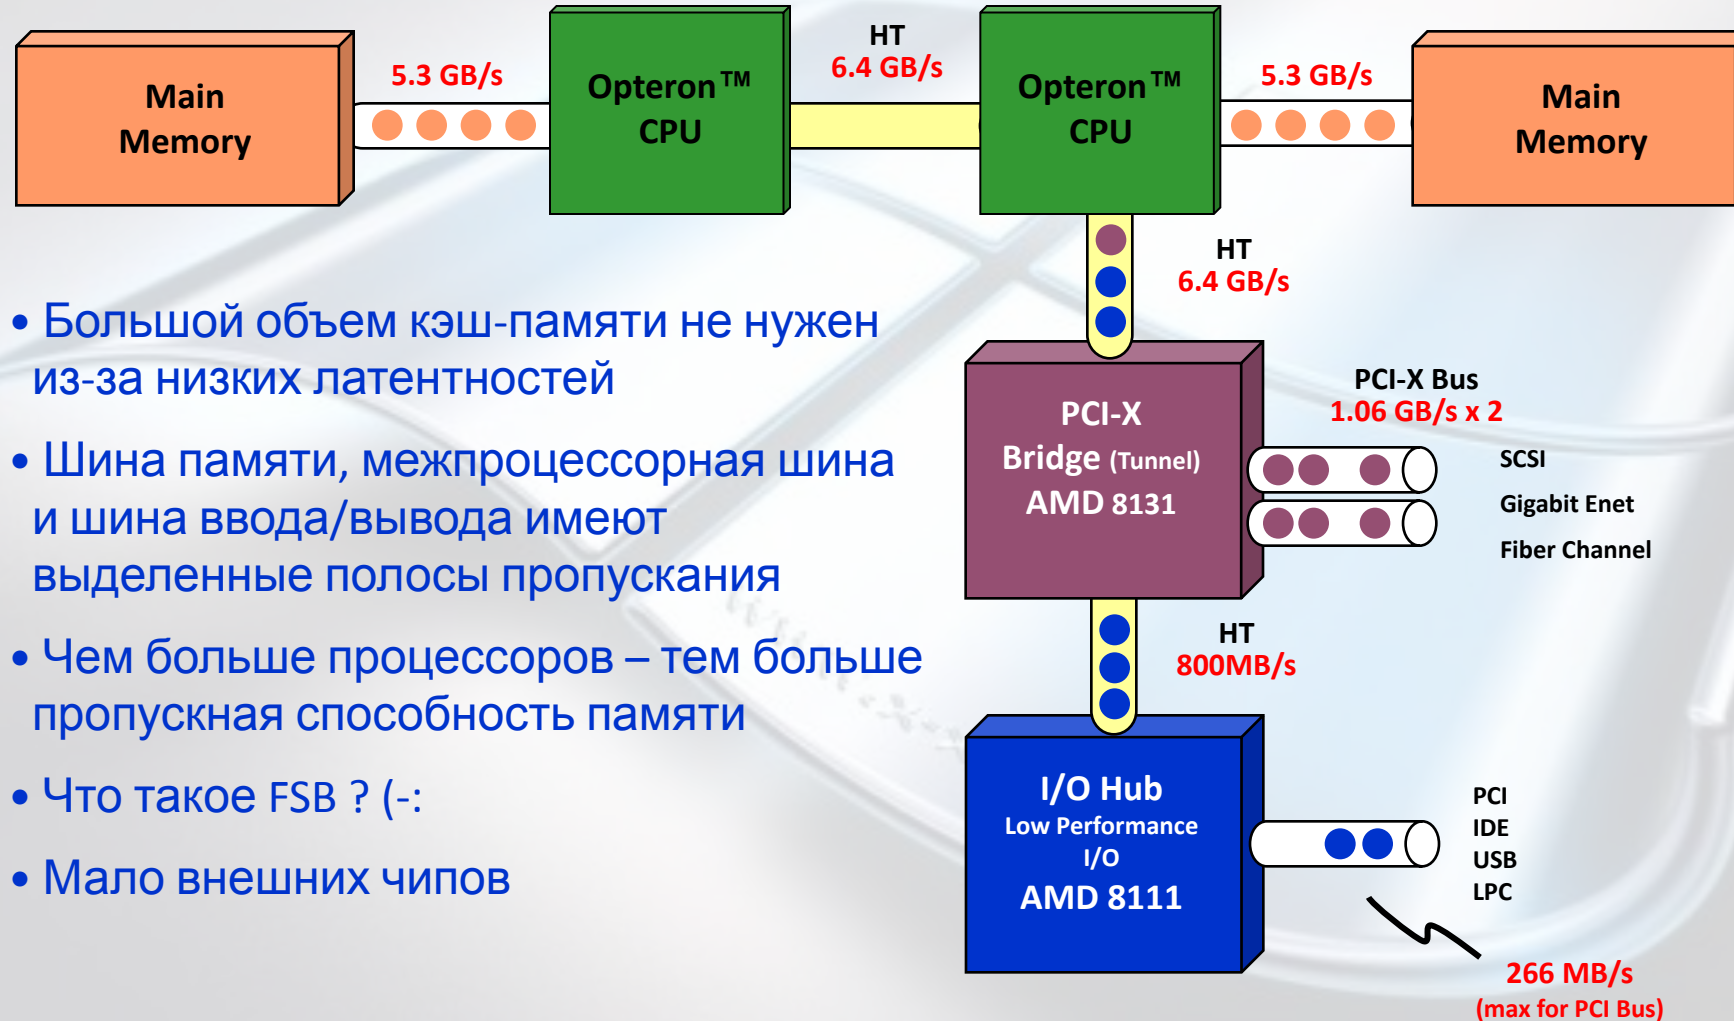 Main
Memory
5.3 GB/s
Opteron™
CPU
HT
6.4 GB/s
Opteron™
CPU
5.3 GB/s
Main
Memory
HT
6.4 GB/s
• Большой объем кэш-памяти не нужен
из-за низких латентностей
• Шина памяти, межпроцессорная шина
и шина ввода/вывода имеют
выделенные полосы пропускания
• Чем больше процессоров – тем больше
пропускная способность памяти
• Что такое FSB ? (-:
• Мало внешних чипов
PCI-X
Bridge (Tunnel)
AMD 8131
PCI-X Bus
1.06 GB/s x 2
SCSI
Gigabit Enet
Fiber Channel
HT
800MB/s
I/O Hub
Low Performance
I/O
AMD 8111
PCI
IDE
USB
LPC
266 MB/s
(max for PCI Bus)